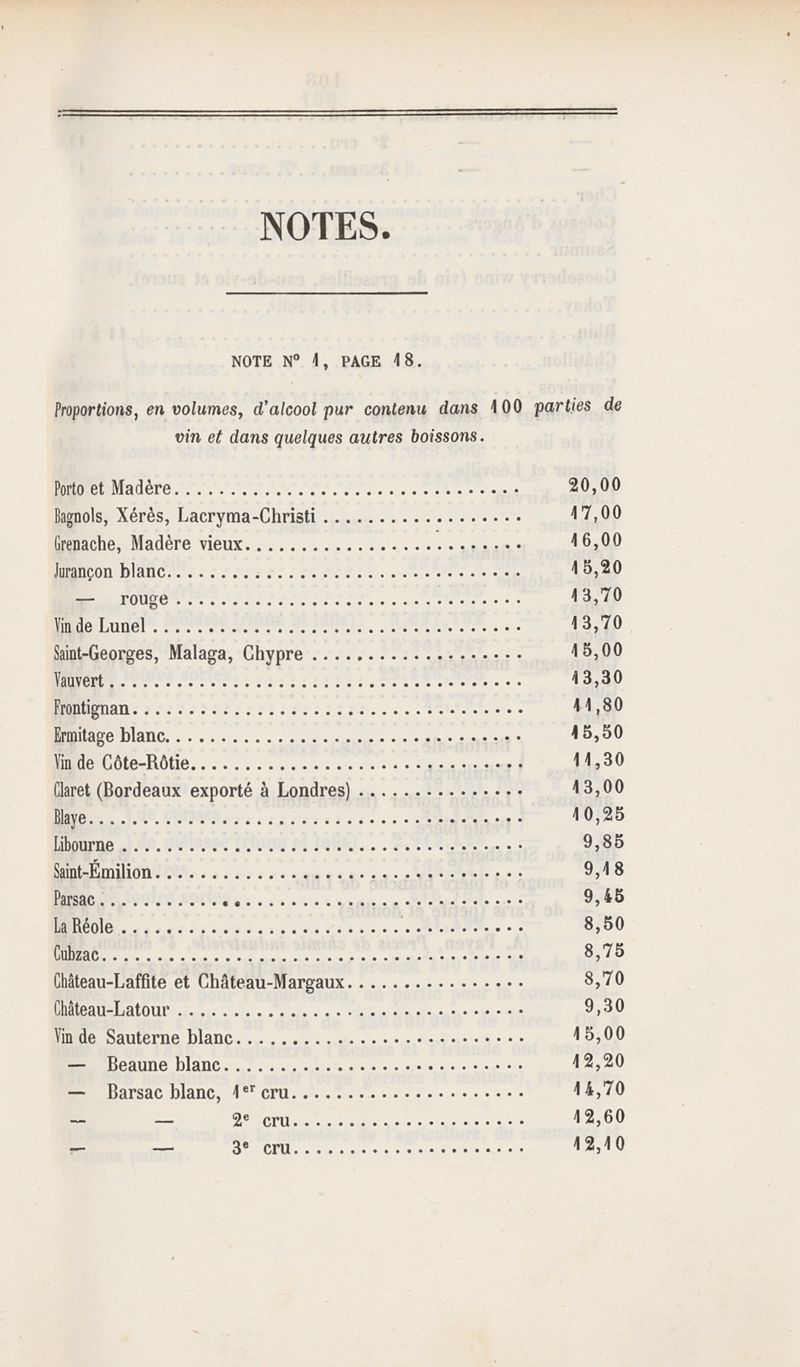 NOTES.
NOTE N° 1, PAGE 18.
Proportions, en volumes, d'alcool pur contenu dans 100 parties de
vin et dans quelques autres boissons.
Porto et Madère................................ 20,00
Bagnols, Xérès, Lacryma-Christi .................. 17,00
Grenache, Madère vieux......................... 16,00
Jurançon blanc................................ 15,20
— rouge ............................... 13,70
Vin de Lunel ................................. 13,70
Saint-Georges, Malaga, Chypre ................... 15,00
Vauvert ..................................... 13,30
Frontignan................................... 11,80
Ermitage blanc................................ 15,50
Vin de Côte-Rôtie.............................. 11,30
Claret (Bordeaux exporté à Londres) ............... 13,00
Blaye....................................... 10,25
Libourne .................................... 9,85
Saint-Émilion................................. 9,18
Parsac ...................................... 9,45
La Réole .................................... 8,50
Cubzac...................................... 8,75
Château-Laffite et Château-Margaux................ 8,70
Château-Latour ............................... 9,30
Vin de Sauterne blanc.......................... 15,00
— Beaune blanc........................... 12,20
— Barsac blanc, 1er cru..................... 14,70
— — 2e cru..................... 12,60
— — 3e cru..................... 12,10